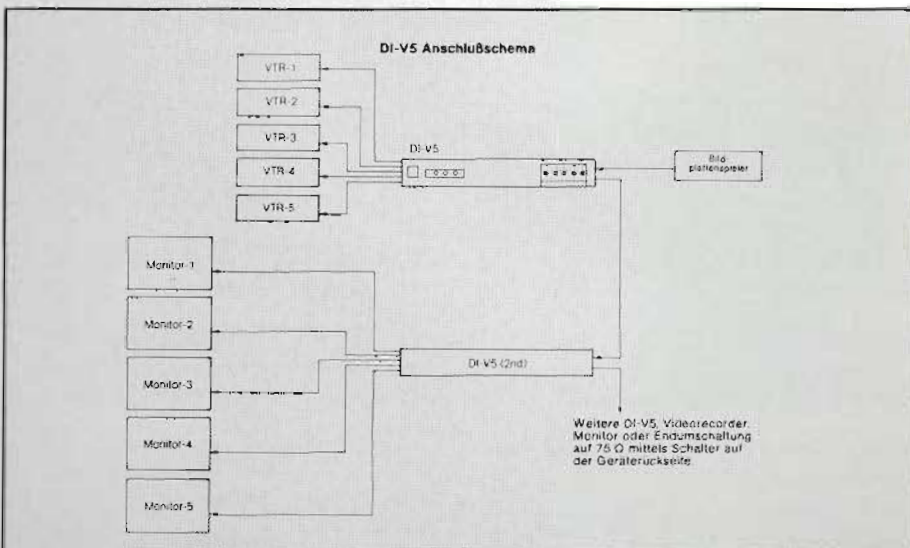 DI-V5 Anschlußschema
VTR-1
VTR-2
VTR-3
VTR-4
VTR-5
DI-V5
Bild-
plattenspieler
Monitor-1
Monitor-2
Monitor-3
Monitor-4
Monitor-5
DI-V5 (2nd)
Weitere DI-V5, Videorecorder,
Monitor oder Endumschaltung
auf 75 Ω mittels Schalter auf
der Geräterückseite.